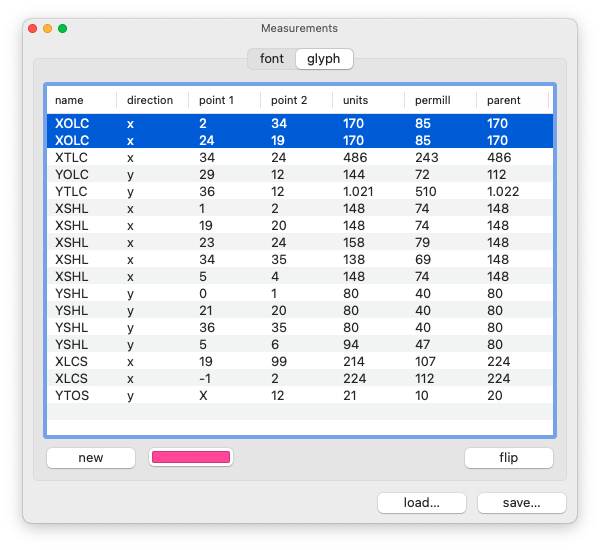 Measurements
font glyph
name direction point 1 point 2 units permill parent
XOLC x 2 34 170 85 170
XOLC x 24 19 170 85 170
XTLC x 34 24 486 243 486
YOLC y 29 12 144 72 112
YTLC y 36 12 1.021 510 1.022
XSHL x 1 2 148 74 148
XSHL x 19 20 148 74 148
XSHL x 23 24 158 79 148
XSHL x 34 35 138 69 148
XSHL x 5 4 148 74 148
YSHL y 0 1 80 40 80
YSHL y 21 20 80 40 80
YSHL y 36 35 80 40 80
YSHL y 5 6 94 47 80
XLCS x 19 99 214 107 224
XLCS x -1 2 224 112 224
YTOS y X 12 21 10 20
new flip
load... save...